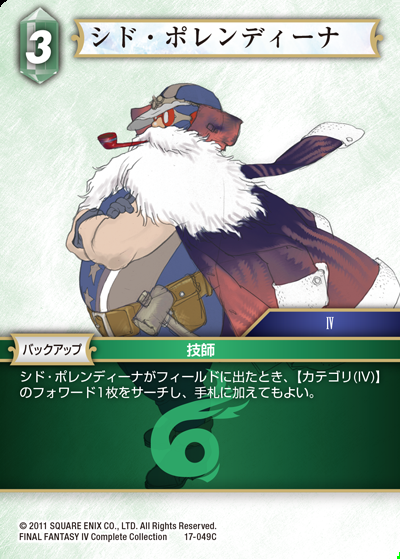 3
シド・ポレンディーナ
IV
バックアップ
技師
シド・ポレンディーナがフィールドに出たとき、【カテゴリ(IV)】
のフォワード1枚をサーチし、手札に加えてもよい。
© 2011 SQUARE ENIX CO., LTD. All Rights Reserved.
FINAL FANTASY IV Complete Collection 17-049C